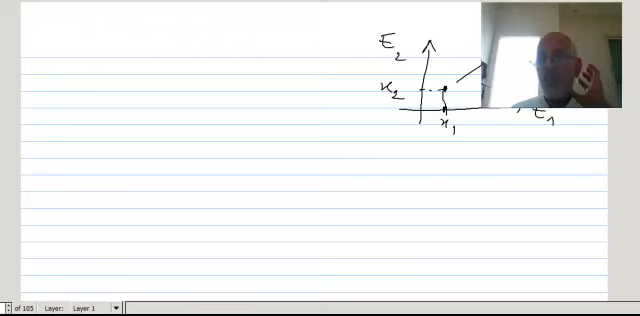 E₂
x₂
x₁
E₁
of 105 Layer: Layer 1